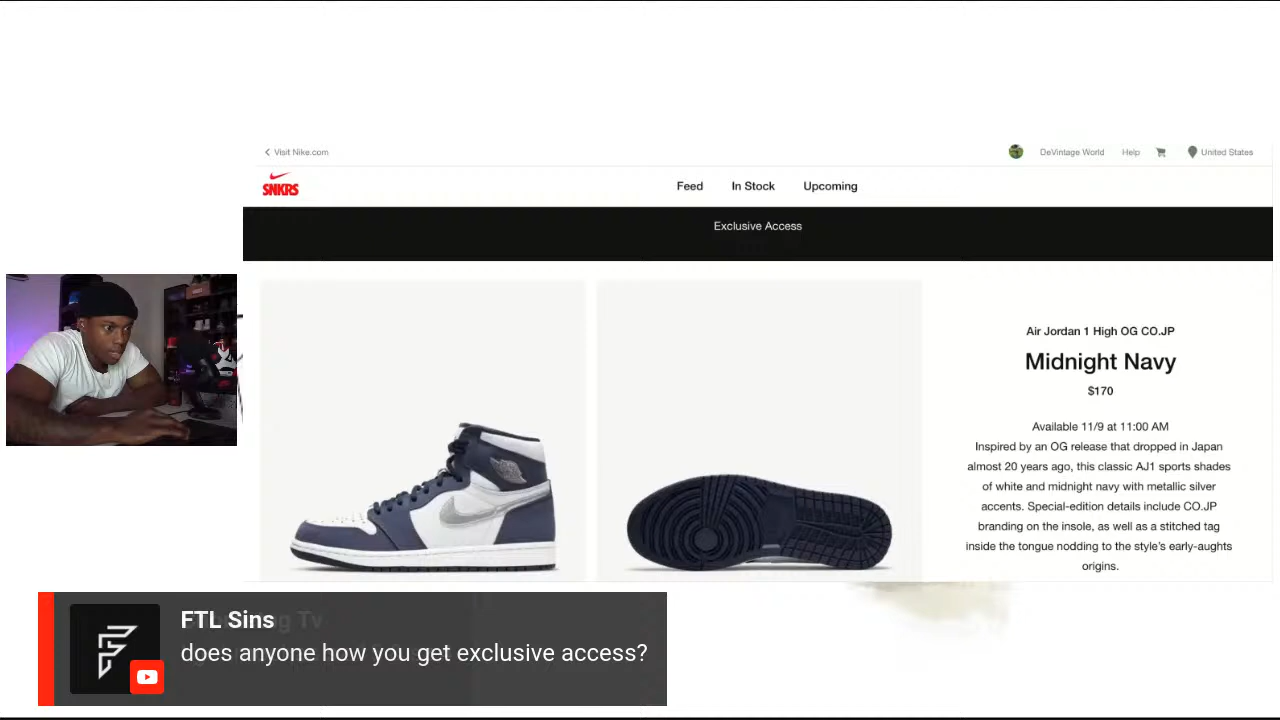 Visit Nike.com
DeVintage World
Help
United States
SNKRS
Feed
In Stock
Upcoming
Exclusive Access
Air Jordan 1 High OG CO.JP
Midnight Navy
$170
Available 11/9 at 11:00 AM
Inspired by an OG release that dropped in Japan
almost 20 years ago, this classic AJ1 sports shades
of white and midnight navy with metallic silver
accents. Special-edition details include CO.JP
branding on the insole, as well as a stitched tag
inside the tongue nodding to the style's early-aughts
origins.
FTL Sins
does anyone how you get exclusive access?